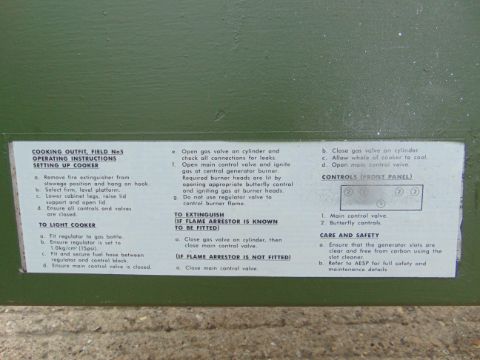 COOKING OUTFIT, FIELD No3
OPERATING INSTRUCTIONS
SETTING UP COOKER
a. Remove fire extinguisher from
stowage position and hang on hook.
b. Select firm, level platform.
c. Lower cabinet legs, raise lid
support and open lid
d. Ensure all controls and valves
are closed.
TO LIGHT COOKER
a. Fit regulator to gas bottle.
b. Ensure regulator is set to
1.0kg/cm² (15psi).
c. Fit and secure fuel hose between
regulator and control block.
d. Ensure main control valve is closed.
e. Open gas valve on cylinder and
check all connections for leaks.
f. Open main control valve and ignite
gas at central generator burner.
Required burner heads are lit by
opening appropriate butterfly control
and igniting gas at burner heads.
g. Do not use regulator valve to
control burner flame.
TO EXTINGUISH
(IF FLAME ARRESTOR IS KNOWN
TO BE FITTED)
a. Close gas valve on cylinder, then
close main control valve.
(IF FLAME ARRESTOR IS NOT FITTED)
a. Close main control valve.
b. Close gas valve on cylinder
c. Allow whole of cooker to cool.
d. Open main control valve.
CONTROLS (FRONT PANEL)
2 1 2 2
1. Main control valve.
2. Butterfly controls.
CARE AND SAFETY
a. Ensure that the generator slots are
clear and free from carbon using the
slot cleaner.
b. Refer to AESP for full safety and
maintenance details